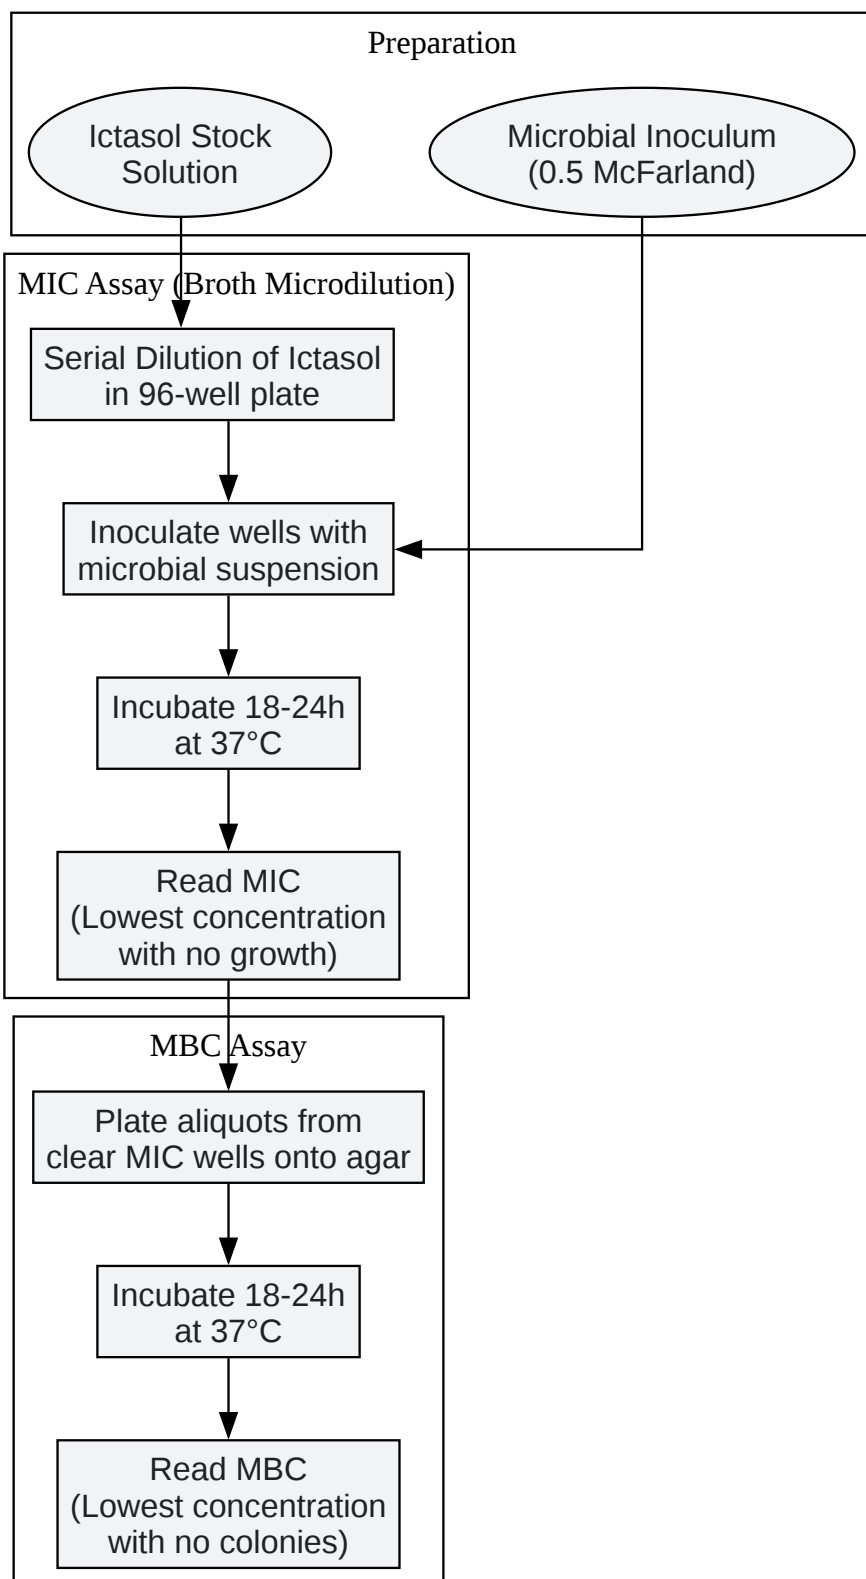 Preparation
Ictasol Stock
Solution
Microbial Inoculum
(0.5 McFarland)
MIC Assay (Broth Microdilution)
Serial Dilution of Ictasol
in 96-well plate
Inoculate wells with
microbial suspension
Incubate 18-24h
at 37°C
Read MIC
(Lowest concentration
with no growth)
MBC Assay
Plate aliquots from
clear MIC wells onto agar
Incubate 18-24h
at 37°C
Read MBC
(Lowest concentration
with no colonies)